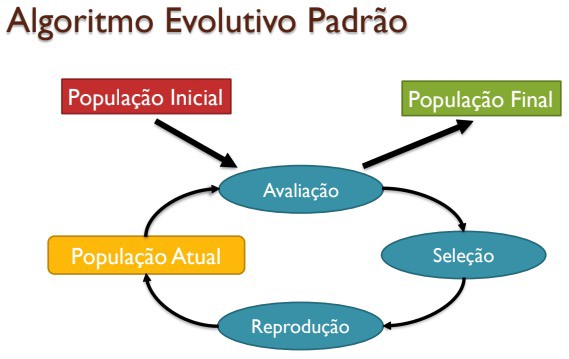 Algoritmo Evolutivo Padrão
População Inicial
População Final
Avaliação
População Atual
Seleção
Reprodução